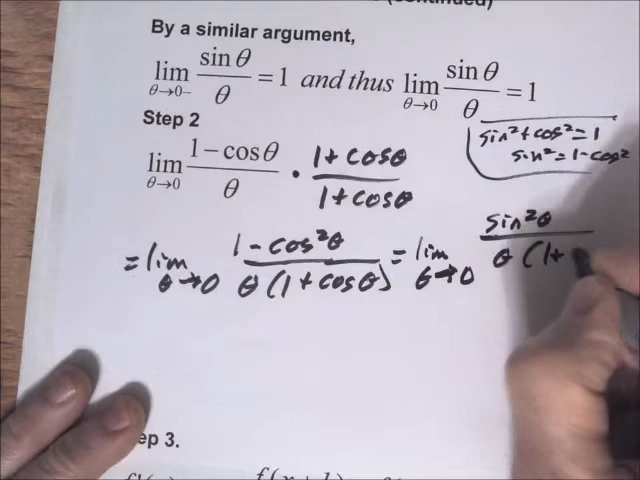 (continued)
By a similar argument,
lim θ→0− sinθ/θ = 1 and thus lim θ→0 sinθ/θ = 1
Step 2
sin²+cos²=1
sin²=1-cos²
lim θ→0 1−cosθ/θ • 1+cosθ/1+cosθ
= lim θ→0 1-cos²θ/θ(1+cosθ) = lim θ→0 sin²θ/θ(1+
ep 3.